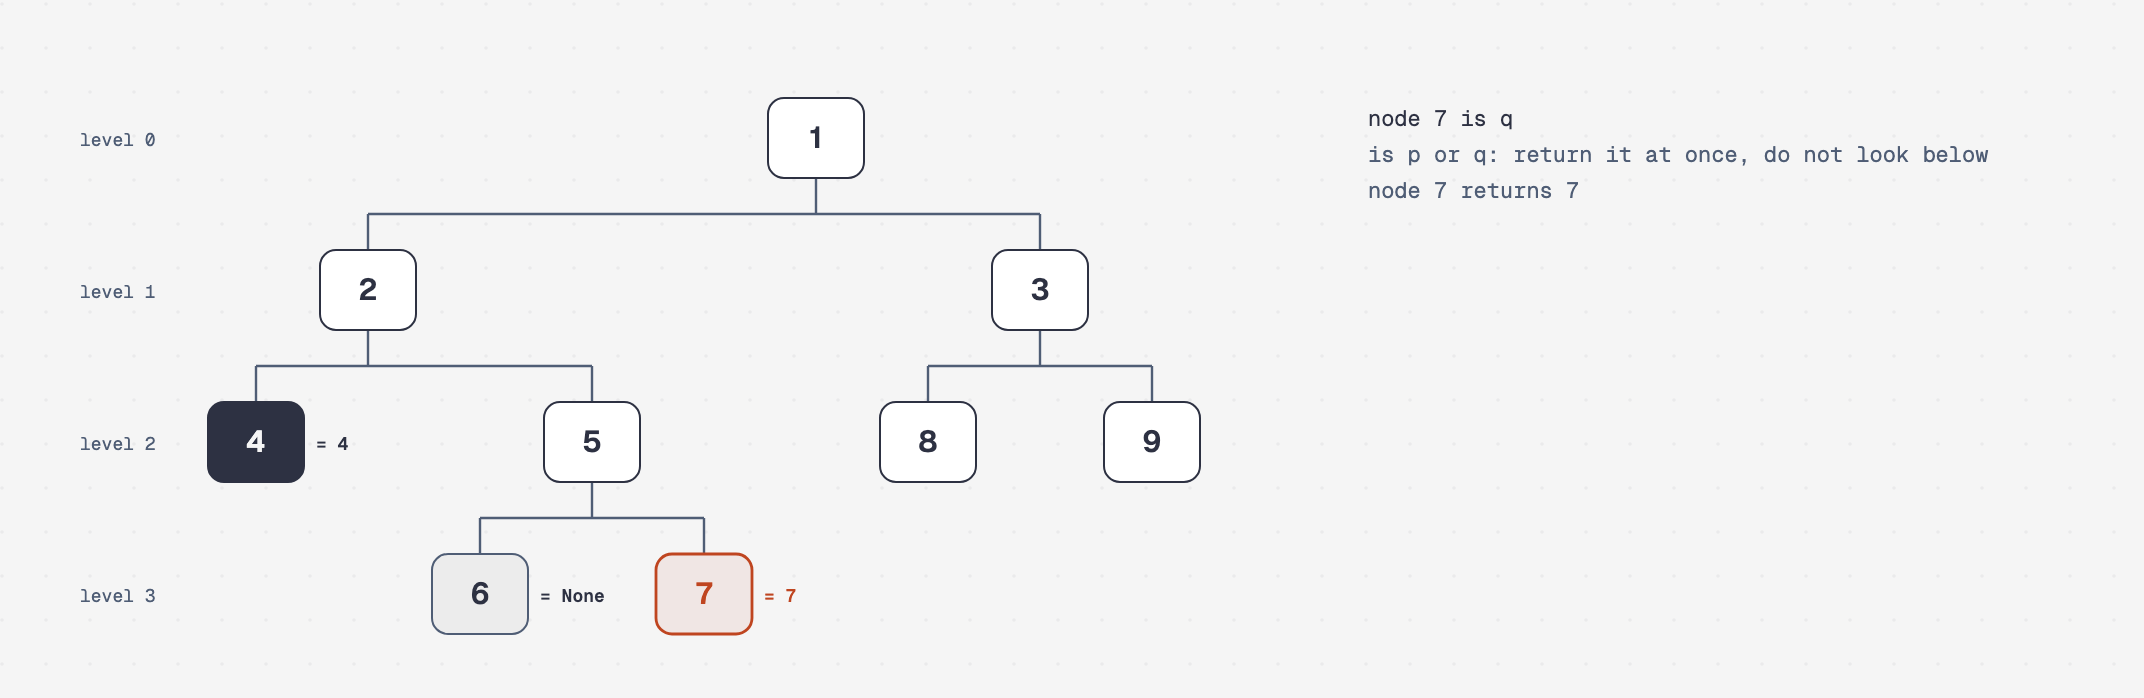 level 0
1
node 7 is q
is p or q: return it at once, do not look below
node 7 returns 7
level 1
2
3
level 2
4
= 4
5
8
9
level 3
6
= None
7
= 7